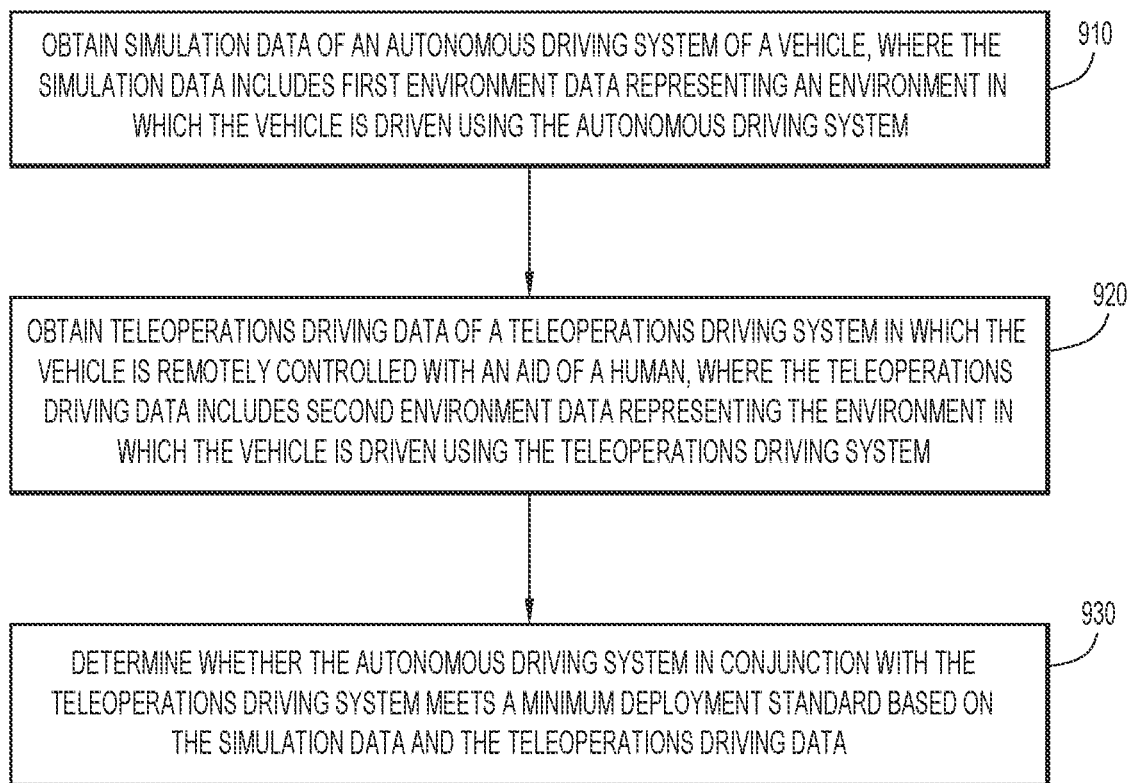 OBTAIN SIMULATION DATA OF AN AUTONOMOUS DRIVING SYSTEM OF A VEHICLE, WHERE THE
SIMULATION DATA INCLUDES FIRST ENVIRONMENT DATA REPRESENTING AN ENVIRONMENT IN
WHICH THE VEHICLE IS DRIVEN USING THE AUTONOMOUS DRIVING SYSTEM
910
OBTAIN TELEOPERATIONS DRIVING DATA OF A TELEOPERATIONS DRIVING SYSTEM IN WHICH THE
VEHICLE IS REMOTELY CONTROLLED WITH AN AID OF A HUMAN, WHERE THE TELEOPERATIONS
DRIVING DATA INCLUDES SECOND ENVIRONMENT DATA REPRESENTING THE ENVIRONMENT IN
WHICH THE VEHICLE IS DRIVEN USING THE TELEOPERATIONS DRIVING SYSTEM
920
DETERMINE WHETHER THE AUTONOMOUS DRIVING SYSTEM IN CONJUNCTION WITH THE
TELEOPERATIONS DRIVING SYSTEM MEETS A MINIMUM DEPLOYMENT STANDARD BASED ON
THE SIMULATION DATA AND THE TELEOPERATIONS DRIVING DATA
930